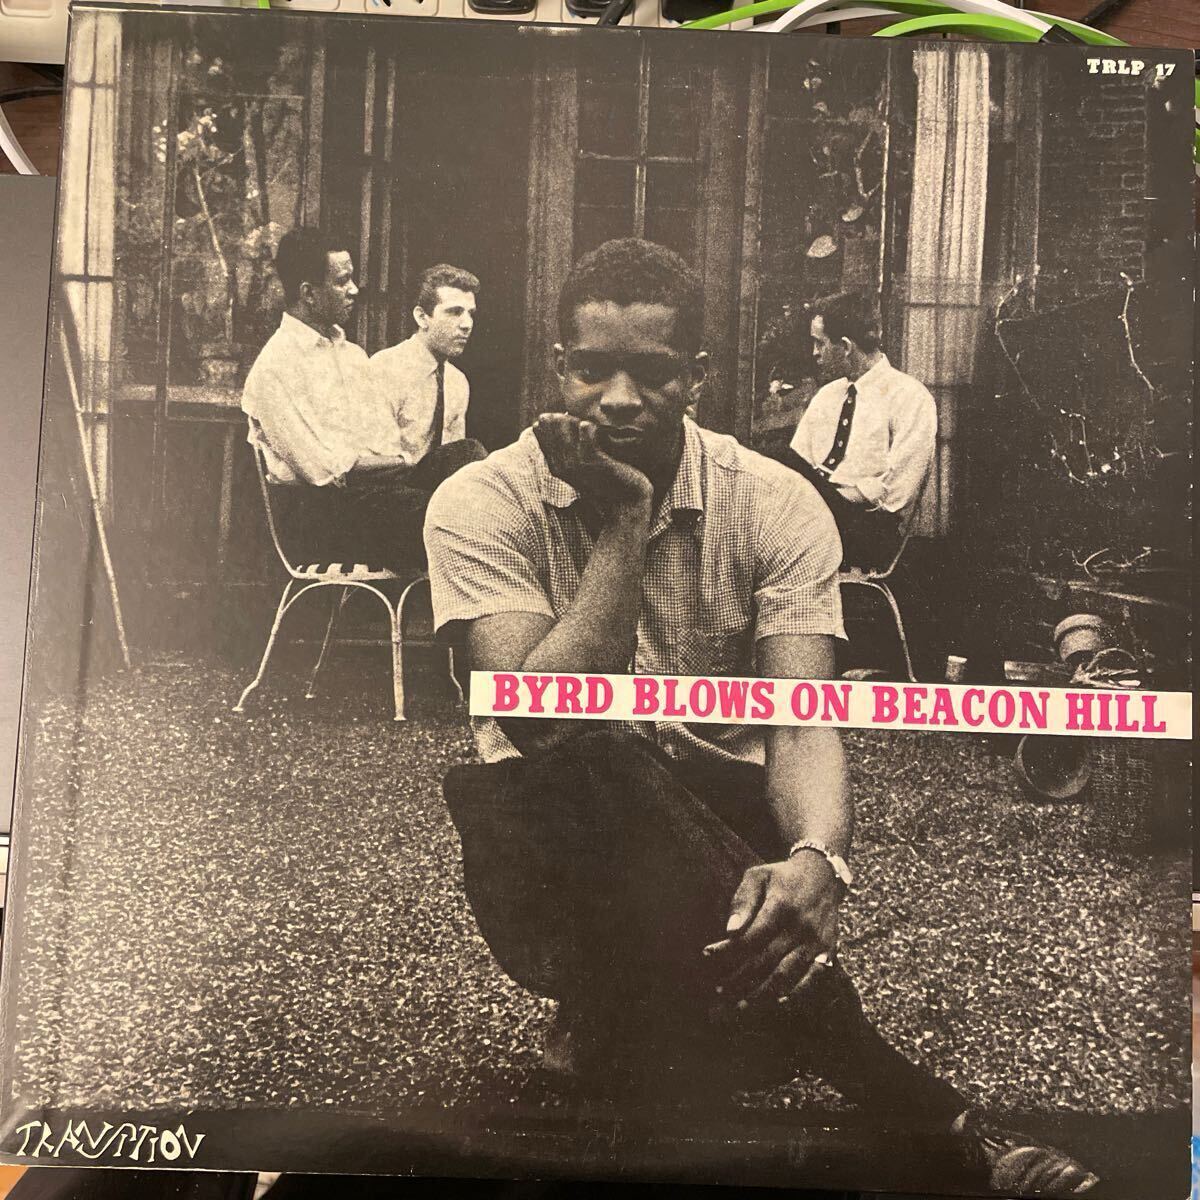 TRLP 17
BYRD BLOWS ON BEACON HILL
TRANSITION